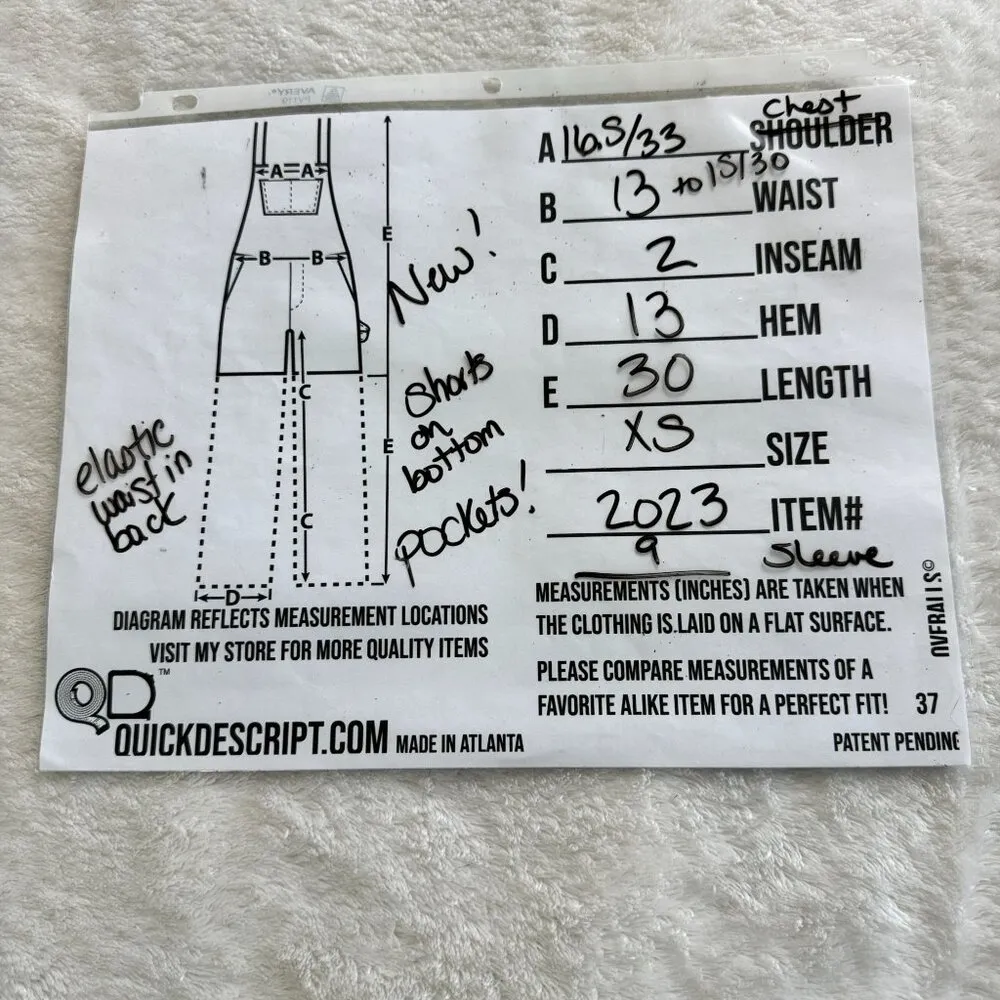 AVERY®
A 16.5/33 Chest SHOULDER
B 13 to 15/30 WAIST
C 2 INSEAM
D 13 HEM
E 30 LENGTH
XS SIZE
2023 ITEM#
9 Sleeve
MEASUREMENTS (INCHES) ARE TAKEN WHEN
THE CLOTHING IS LAID ON A FLAT SURFACE.
PLEASE COMPARE MEASUREMENTS OF A
FAVORITE ALIKE ITEM FOR A PERFECT FIT! 37
PATENT PENDING
OVERALLS©
A A
E
B B
C
E
C
D
New!
shorts
on
bottom
pockets!
elastic
waist in
back
DIAGRAM REFLECTS MEASUREMENT LOCATIONS
VISIT MY STORE FOR MORE QUALITY ITEMS
QD™
QUICKDESCRIPT.COM MADE IN ATLANTA